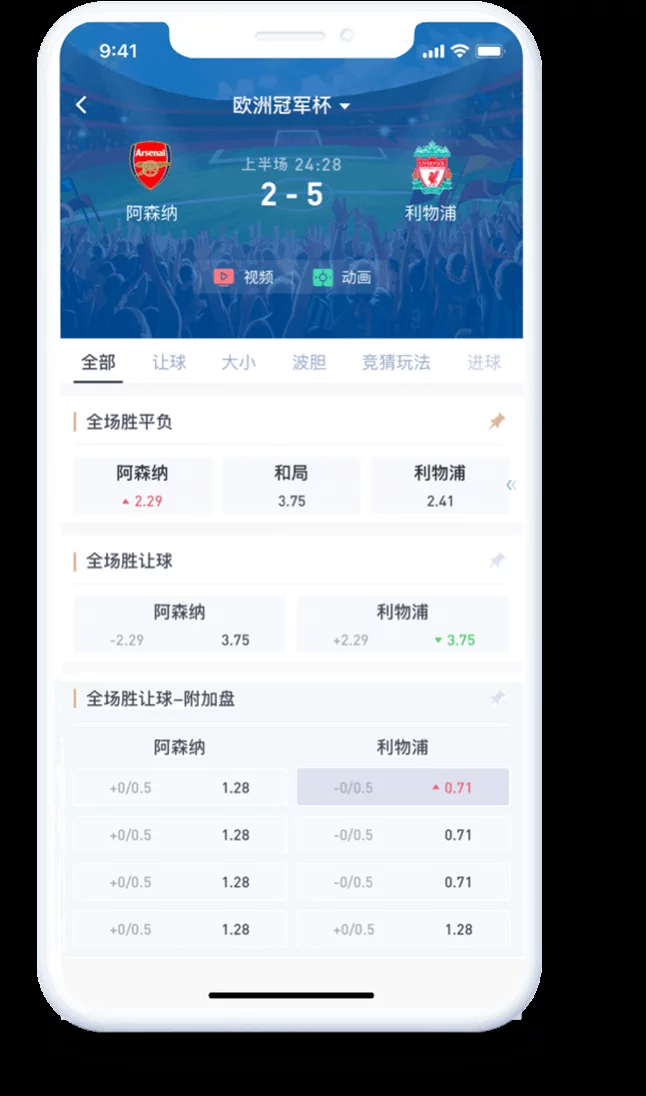 9:41
欧洲冠军杯
Arsenal
上半场 24:28
2 - 5
LIVERPOOL
阿森纳
利物浦
视频 动画
全部 让球 大小 波胆 竞猜玩法 进球
全场胜平负
阿森纳 和局 利物浦
2.29 3.75 2.41
全场胜让球
阿森纳 利物浦
-2.29 3.75 +2.29 3.75
全场胜让球-附加盘
阿森纳 利物浦
+0/0.5 1.28 -0/0.5 0.71
+0/0.5 1.28 -0/0.5 0.71
+0/0.5 1.28 -0/0.5 0.71
+0/0.5 1.28 +0/0.5 1.28